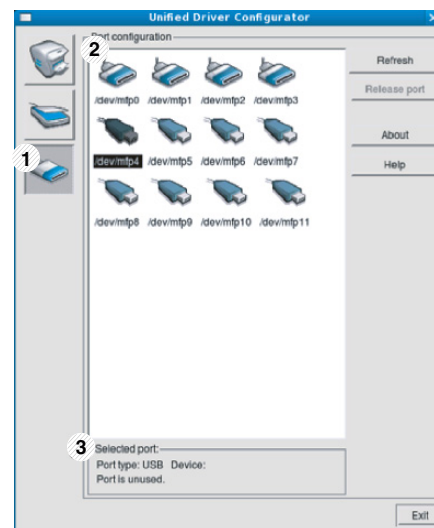 Unified Driver Configurator
2 Port configuration
Refresh
/dev/mfp0 /dev/mfp1 /dev/mfp2 /dev/mfp3
Release port
About
1
/dev/mfp4 /dev/mfp5 /dev/mfp6 /dev/mfp7
Help
/dev/mfp8 /dev/mfp9 /dev/mfp10 /dev/mfp11
3 Selected port:
Port type: USB Device:
Port is unused.
Exit